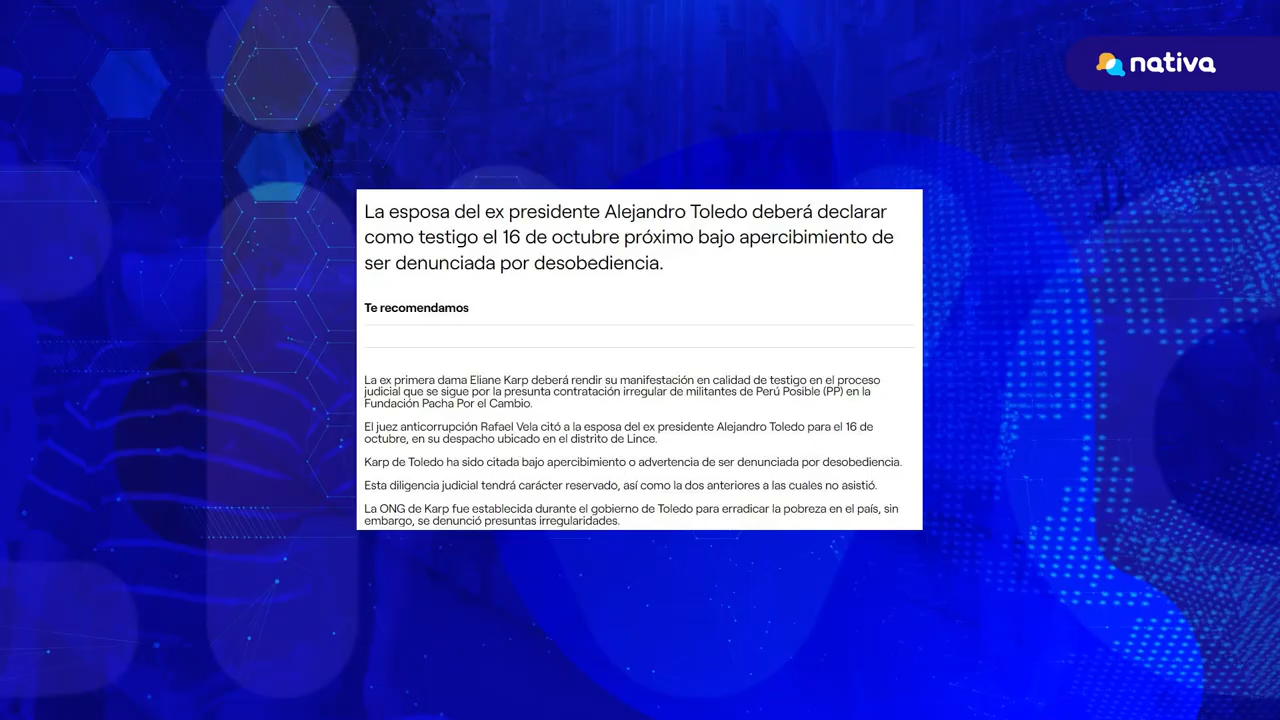 nativa
La esposa del ex presidente Alejandro Toledo deberá declarar
como testigo el 16 de octubre próximo bajo apercibimiento de
ser denunciada por desobediencia.
Te recomendamos
La ex primera dama Eliane Karp deberá rendir su manifestación en calidad de testigo en el proceso
judicial que se sigue por la presunta contratación irregular de militantes de Perú Posible (PP) en la
Fundación Pacha Por el Cambio.
El juez anticorrupción Rafael Vela citó a la esposa del ex presidente Alejandro Toledo para el 16 de
octubre, en su despacho ubicado en el distrito de Lince.
Karp de Toledo ha sido citada bajo apercibimiento o advertencia de ser denunciada por desobediencia.
Esta diligencia judicial tendrá carácter reservado, así como la dos anteriores a las cuales no asistió.
La ONG de Karp fue establecida durante el gobierno de Toledo para erradicar la pobreza en el país, sin
embargo, se denunció presuntas irregularidades.